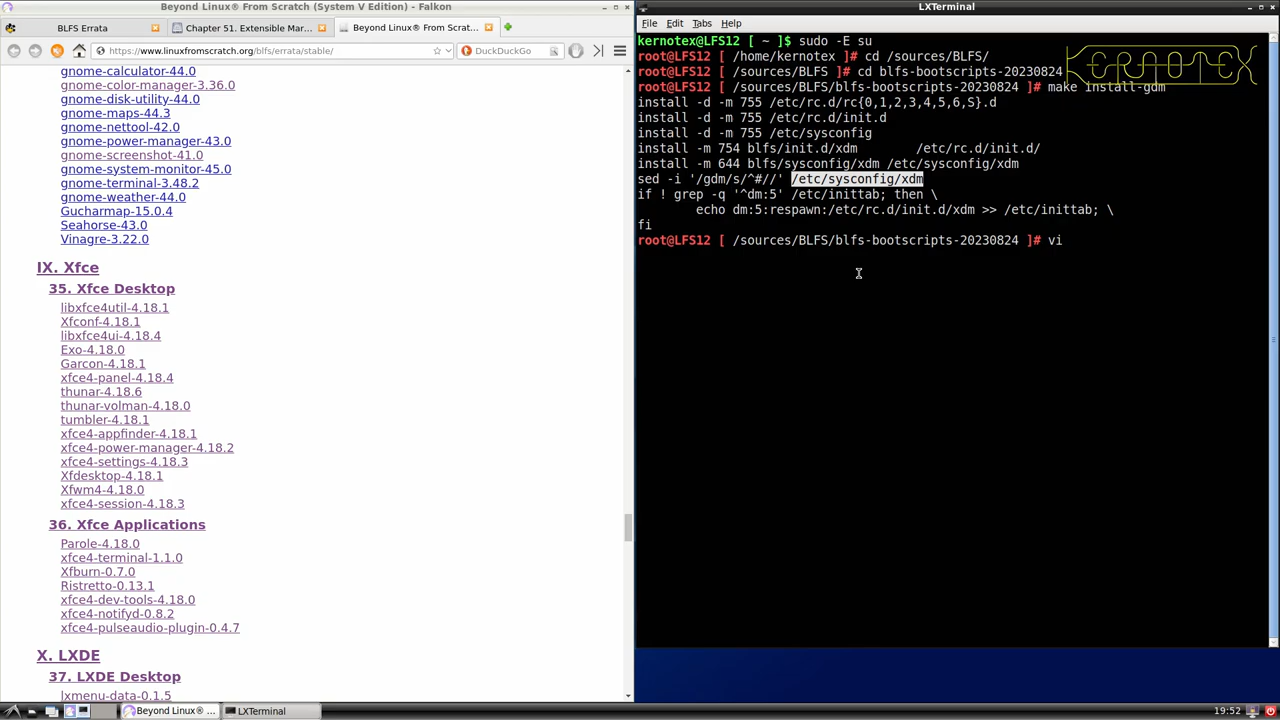 Beyond Linux® From Scratch (System V Edition) - Falkon
BLFS Errata
Chapter 51. Extensible Mar...
Beyond Linux® From Scrat...
https://www.linuxfromscratch.org/blfs/errata/stable/
DuckDuckGo
gnome-calculator-44.0
gnome-color-manager-3.36.0
gnome-disk-utility-44.0
gnome-maps-44.3
gnome-nettool-42.0
gnome-power-manager-43.0
gnome-screenshot-41.0
gnome-system-monitor-45.0
gnome-terminal-3.48.2
gnome-weather-44.0
Gucharmap-15.0.4
Seahorse-43.0
Vinagre-3.22.0
IX. Xfce
35. Xfce Desktop
libxfce4util-4.18.1
Xfconf-4.18.1
libxfce4ui-4.18.4
Exo-4.18.0
Garcon-4.18.1
xfce4-panel-4.18.4
thunar-4.18.6
thunar-volman-4.18.0
tumbler-4.18.1
xfce4-appfinder-4.18.1
xfce4-power-manager-4.18.2
xfce4-settings-4.18.3
Xfdesktop-4.18.1
Xfwm4-4.18.0
xfce4-session-4.18.3
36. Xfce Applications
Parole-4.18.0
xfce4-terminal-1.1.0
Xfburn-0.7.0
Ristretto-0.13.1
xfce4-dev-tools-4.18.0
xfce4-notifyd-0.8.2
xfce4-pulseaudio-plugin-0.4.7
X. LXDE
37. LXDE Desktop
lxmenu-data-0.1.5
LXTerminal
File Edit Tabs Help
kernotex@LFS12 [ ~ ]$ sudo -E su
root@LFS12 [ /home/kernotex ]# cd /sources/BLFS/
root@LFS12 [ /sources/BLFS ]# cd blfs-bootscripts-20230824
root@LFS12 [ /sources/BLFS/blfs-bootscripts-20230824 ]# make install-gdm
install -d -m 755 /etc/rc.d/rc{0,1,2,3,4,5,6,S}.d
install -d -m 755 /etc/rc.d/init.d
install -d -m 755 /etc/sysconfig
install -m 754 blfs/init.d/xdm /etc/rc.d/init.d/
install -m 644 blfs/sysconfig/xdm /etc/sysconfig/xdm
sed -i '/gdm/s/^#//' /etc/sysconfig/xdm
if ! grep -q '^dm:5' /etc/inittab; then \
echo dm:5:respawn:/etc/rc.d/init.d/xdm >> /etc/inittab; \
fi
root@LFS12 [ /sources/BLFS/blfs-bootscripts-20230824 ]# vi
KERNOTEX
Beyond Linux® ...
LXTerminal
19:52